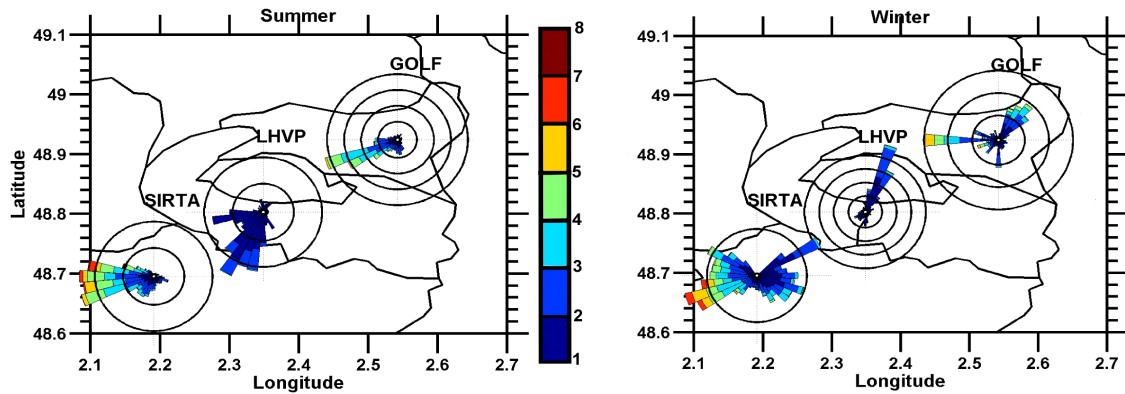 Summer
49.1
49
48.9
48.8
48.7
48.6
Latitude
GOLF
LHVP
SIRTA
2.1 2.2 2.3 2.4 2.5 2.6 2.7
Longitude
8
7
6
5
4
3
2
1
Winter
49.1
49
48.9
48.8
48.7
48.6
GOLF
LHVP
SIRTA
2.1 2.2 2.3 2.4 2.5 2.6 2.7
Longitude